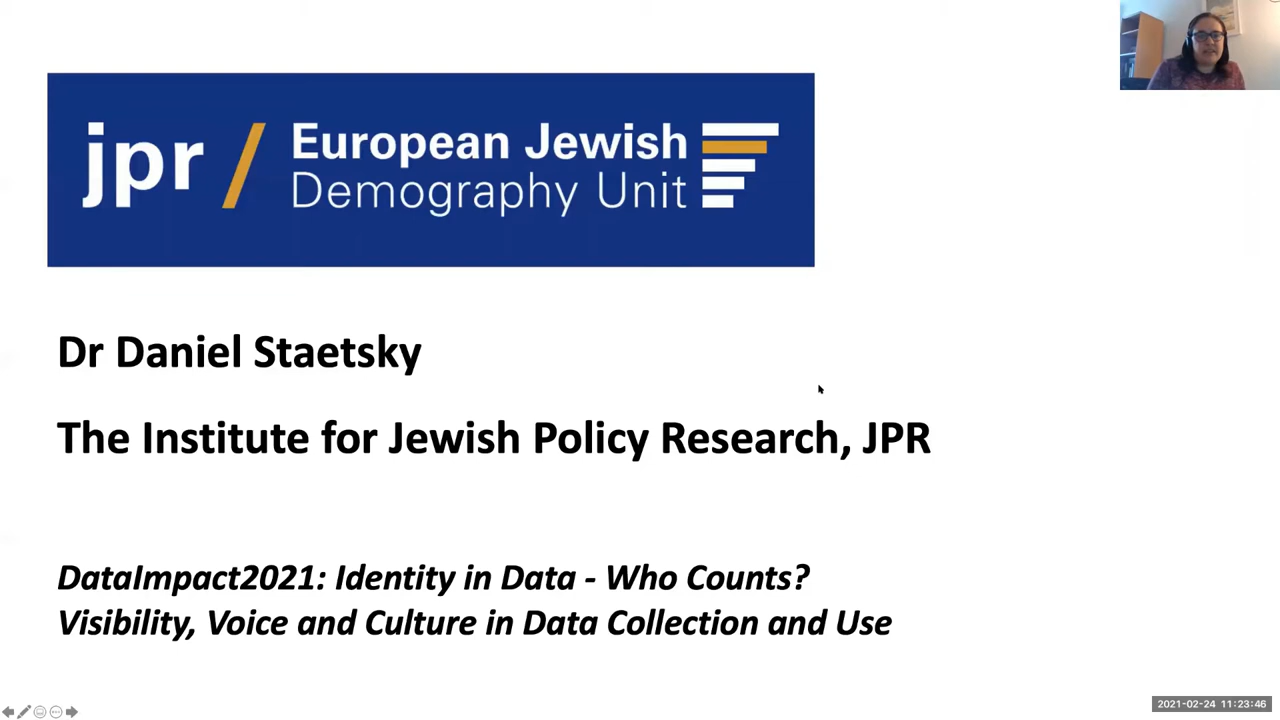 jpr / European Jewish
Demography Unit
Dr Daniel Staetsky
The Institute for Jewish Policy Research, JPR
DataImpact2021: Identity in Data - Who Counts?
Visibility, Voice and Culture in Data Collection and Use
2021-02-24 11:23:46